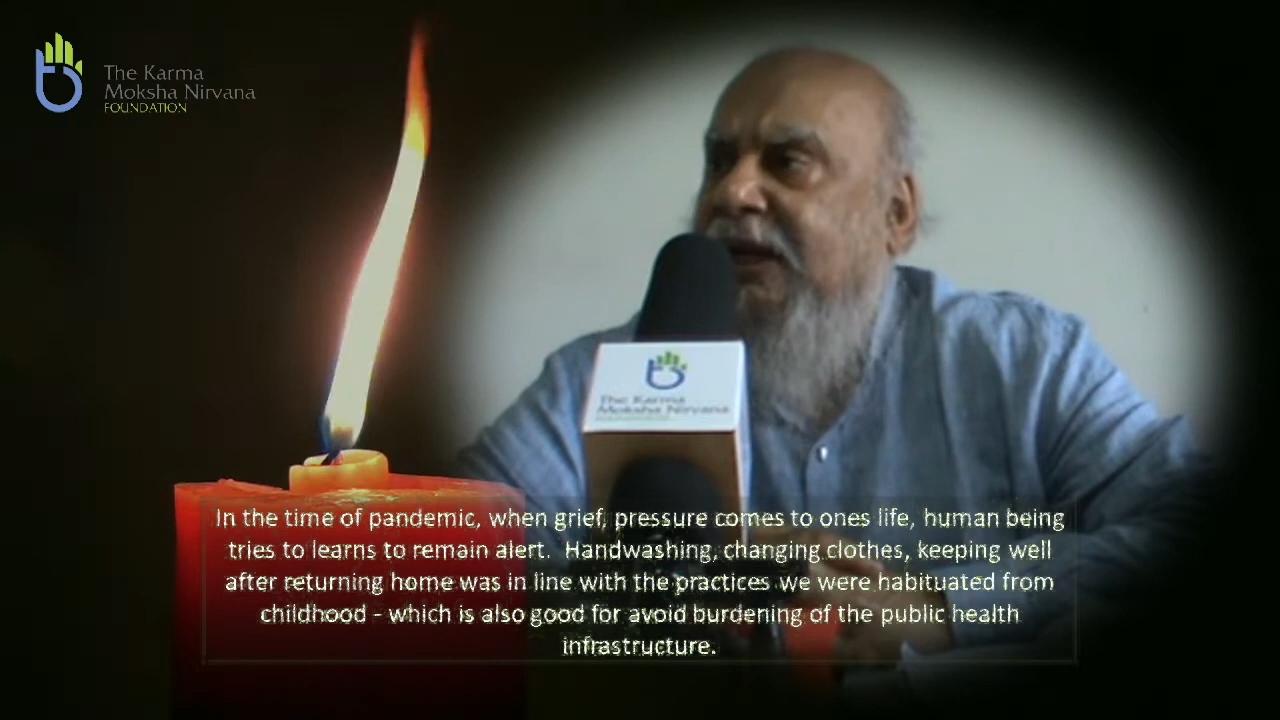 The Karma
Moksha Nirvana
FOUNDATION
The Karma
Moksha Nirvana
In the time of pandemic, when grief, pressure comes to ones life, human being
tries to learns to remain alert.  Handwashing, changing clothes, keeping well
after returning home was in line with the practices we were habituated from
childhood - which is also good for avoid burdening of the public health
infrastructure.